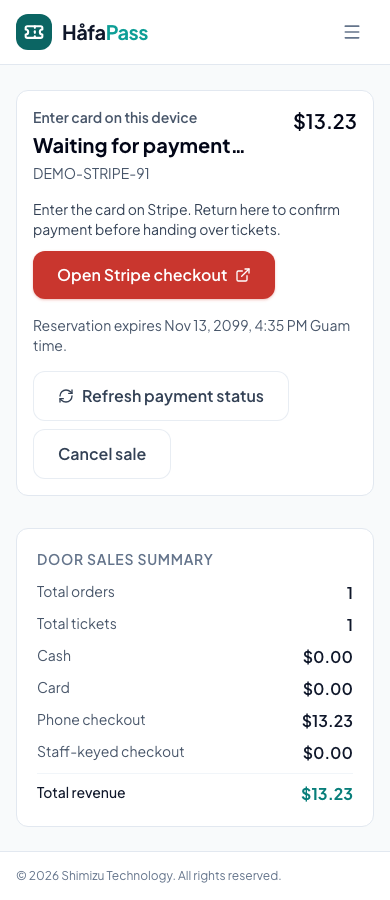 HåfaPass
Enter card on this device
$13.23
Waiting for payment…
DEMO-STRIPE-91
Enter the card on Stripe. Return here to confirm
payment before handing over tickets.
Open Stripe checkout
Reservation expires Nov 13, 2099, 4:35 PM Guam
time.
Refresh payment status
Cancel sale
DOOR SALES SUMMARY
Total orders 1
Total tickets 1
Cash $0.00
Card $0.00
Phone checkout $13.23
Staff-keyed checkout $0.00
Total revenue $13.23
© 2026 Shimizu Technology. All rights reserved.